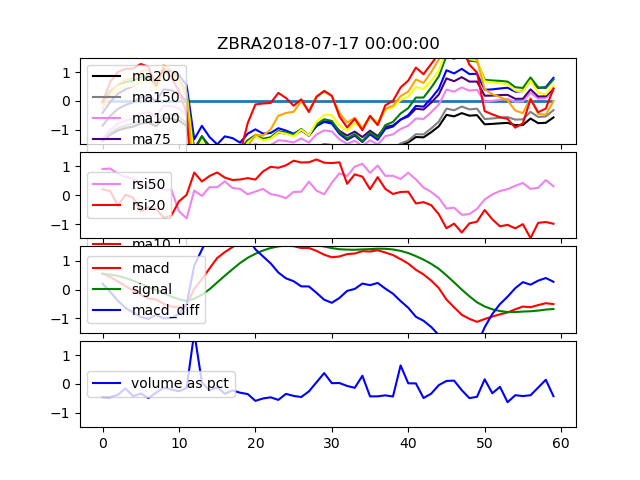 ZBRA2018-07-17 00:00:00
1
0
−1
ma200
ma150
ma100
ma75
1
0
−1
rsi50
rsi20
ma10
1
0
−1
macd
signal
macd_diff
1
0
−1
volume as pct
0
10
20
30
40
50
60